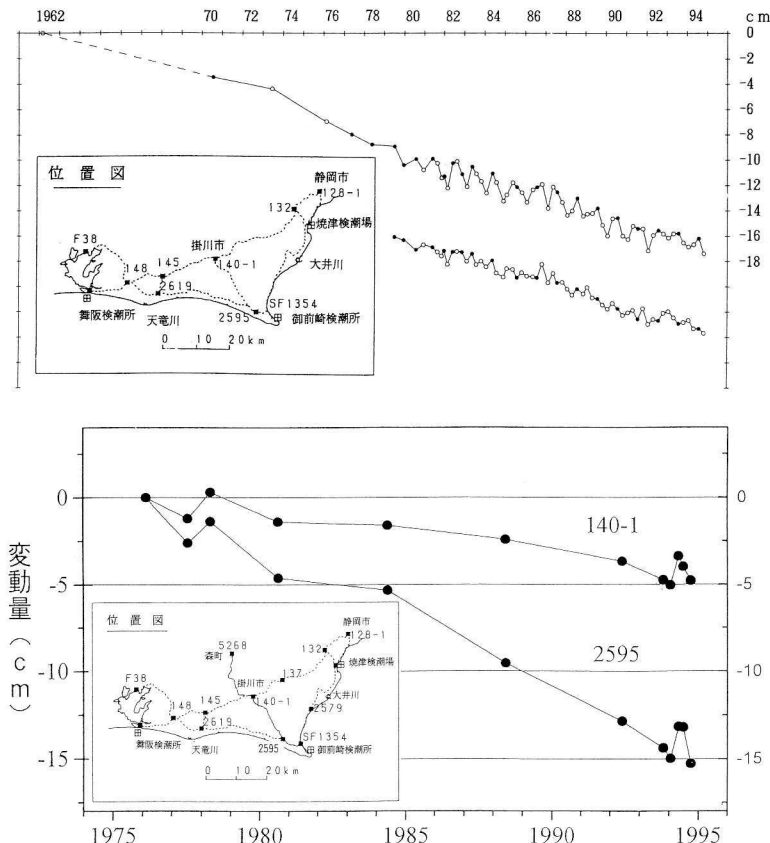 1962 70 72 74 76 78 80 82 84 86 88 90 92 94 cm
0
-2
-4
-6
-8
-10
-12
-14
-16
-18
位置図
静岡市
128-1
132
焼津検潮場
F38
掛川市
148
145
140-1
大井川
2619
SF1354
2595
御前崎検潮所
舞阪検潮所
天竜川
0 10 20km
変動量(cm)
0
-5
-10
-15
0
-5
-10
-15
140-1
2595
位置図
静岡市
128-1
5268
132
森町
焼津検潮場
137
F38
掛川市
145
148
140-1
大井川
2579
2619
SF1354
舞阪検潮所
天竜川
2595
御前崎検潮所
0 10 20km
1975 1980 1985 1990 1995